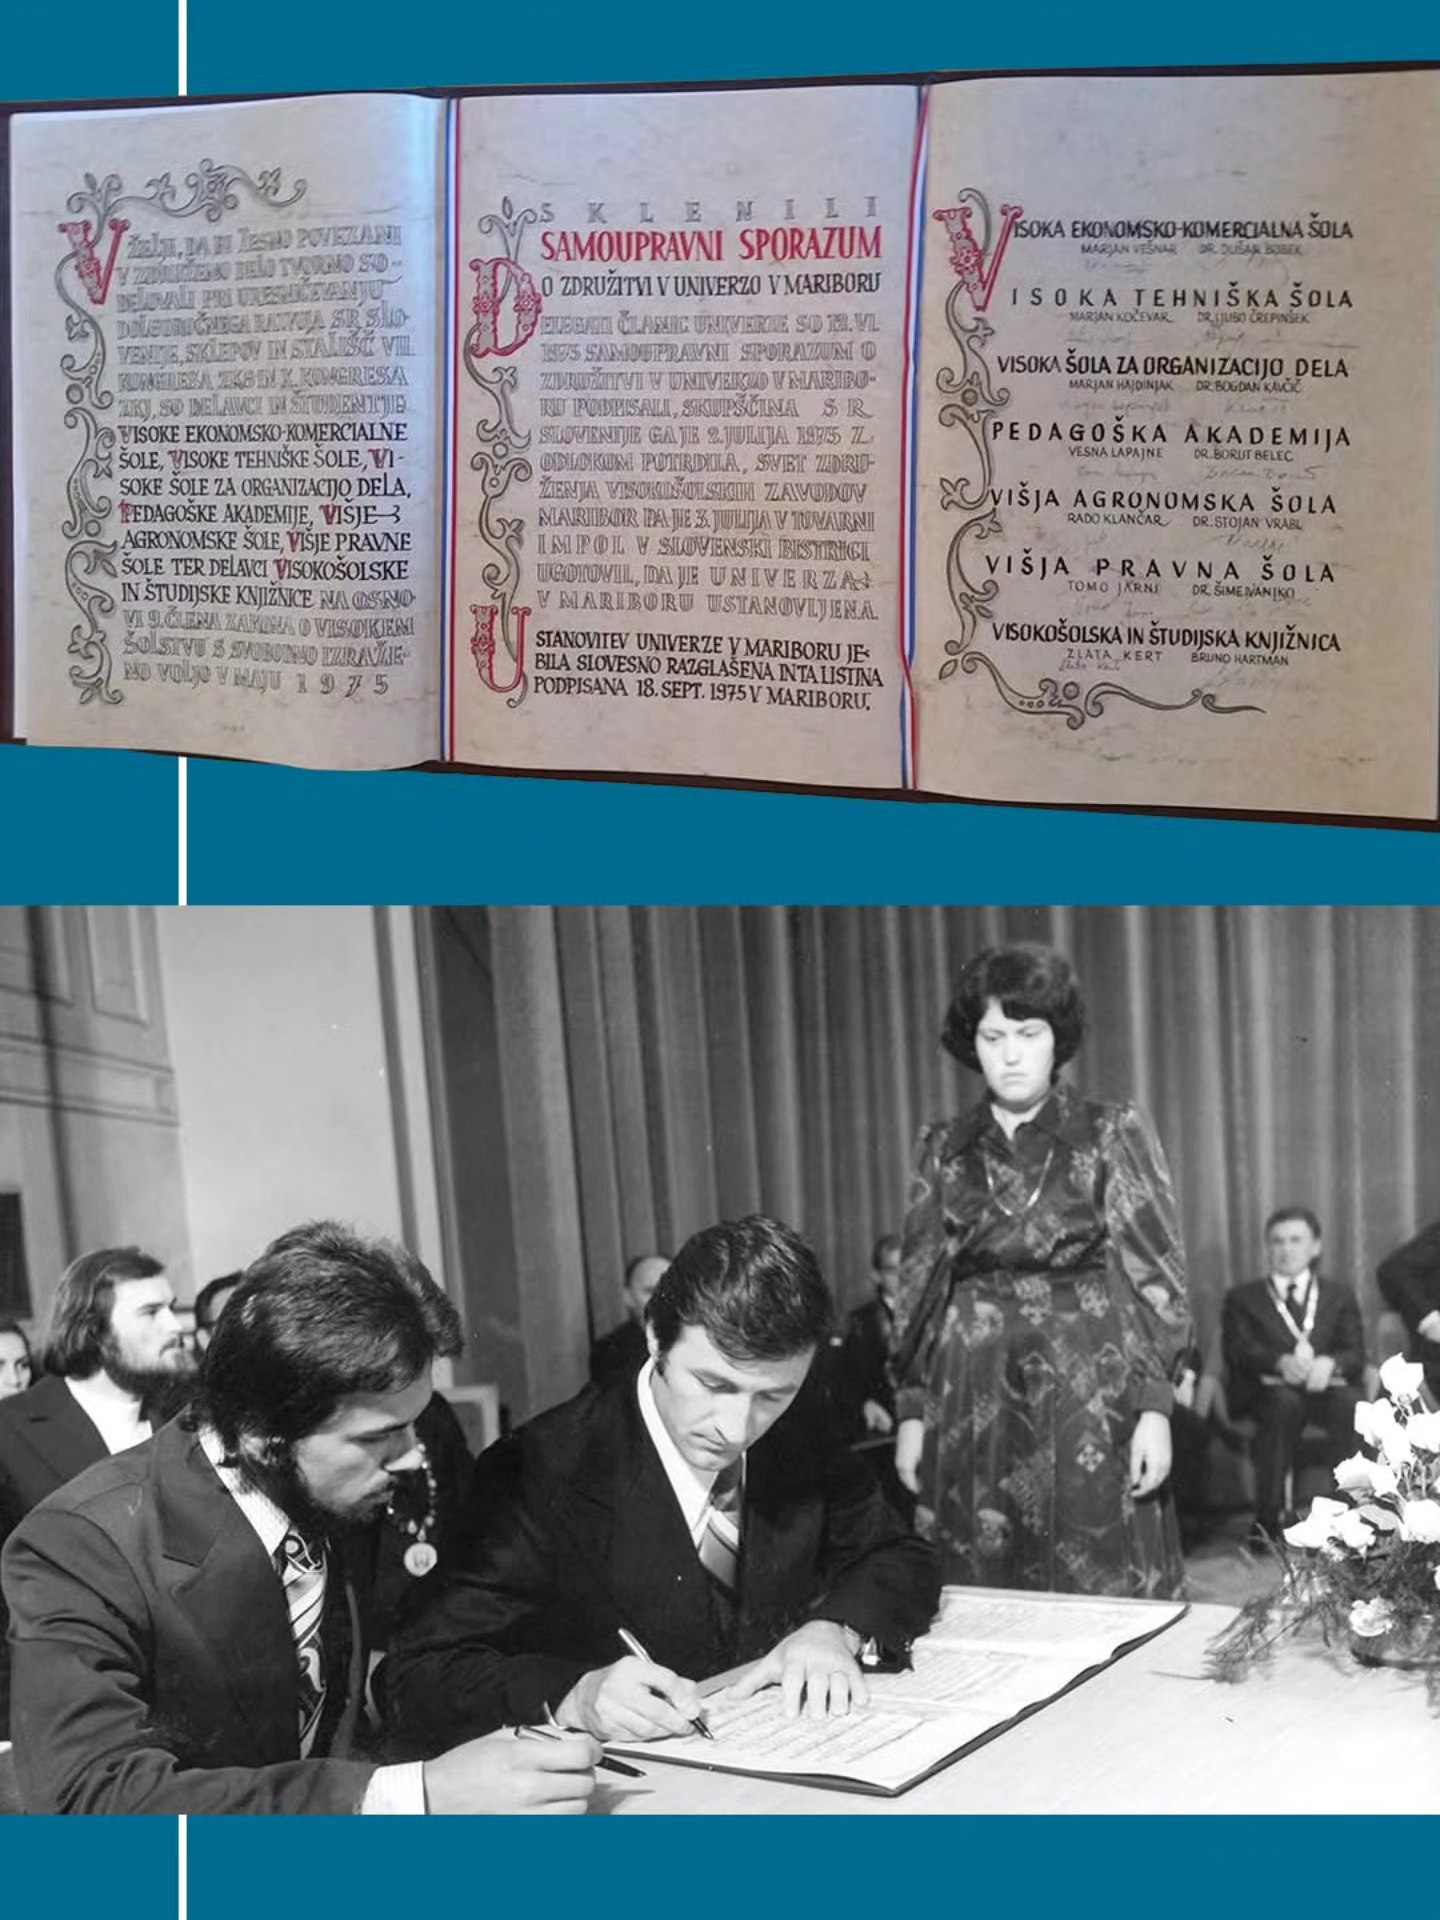 V ŽELJI, DA BI TESNO POVEZANI
V ZDRUŽENO DELO TVORNO SO-
DELOVALI PRI URESNIČEVANJU
DOLGOROČNEGA RAZVOJA SR SLO-
VENIJE, SKLEPOV IN STALIŠČ VII.
KONGRESA ZKS IN X. KONGRESA
ZKJ, SO DELAVCI IN ŠTUDENTJE
VISOKE EKONOMSKO-KOMERCIALNE
ŠOLE, VISOKE TEHNIŠKE ŠOLE, VI-
SOKE ŠOLE ZA ORGANIZACIJO DELA,
PEDAGOŠKE AKADEMIJE, VIŠJE
AGRONOMSKE ŠOLE, VIŠJE PRAVNE
ŠOLE TER DELAVCI VISOKOŠOLSKE
IN ŠTUDIJSKE KNJIŽNICE NA OSNO-
VI 9. ČLENA ZAKONA O VISOKEM
ŠOLSTVU S SVOBODNO IZRAŽE-
NO VOLJO V MAJU 1975
SKLENILI
SAMOUPRAVNI SPORAZUM
O ZDRUŽITVI V UNIVERZO V MARIBORU
DELEGATI ČLANIC UNIVERZE SO 12. VI.
1975 SAMOUPRAVNI SPORAZUM O
ZDRUŽITVI V UNIVERZO V MARIBO-
RU PODPISALI, SKUPŠČINA SR
SLOVENIJE GA JE 2. JULIJA 1975 Z
ODLOKOM POTRDILA, SVET ZDRU-
ŽENJA VISOKOŠOLSKIH ZAVODOV
MARIBOR PA JE 3. JULIJA V TOVARNI
IMPOL V SLOVENSKI BISTRICI
UGOTOVIL, DA JE UNIVERZA
V MARIBORU USTANOVLJENA.
USTANOVITEV UNIVERZE V MARIBORU JE
BILA SLOVESNO RAZGLAŠENA IN TA LISTINA
PODPISANA 18. SEPT. 1975 V MARIBORU.
VISOKA EKONOMSKO-KOMERCIALNA ŠOLA
MARJAN VEŠNAR DR. DUŠAN BOBEK
VISOKA TEHNIŠKA ŠOLA
MARJAN KOČEVAR DR. LJUBO ČREPINŠEK
VISOKA ŠOLA ZA ORGANIZACIJO DELA
MARJAN HAJDINJAK DR. BOGDAN KAVČIČ
PEDAGOŠKA AKADEMIJA
VESNA LAPAJNE DR. BORUT BELEC
VIŠJA AGRONOMSKA ŠOLA
RADO KLANČAR DR. STOJAN VRABL
VIŠJA PRAVNA ŠOLA
TOMO JARNI DR. ŠIME IVANJKO
VISOKOŠOLSKA IN ŠTUDIJSKA KNJIŽNICA
ZLATA KERT BRUNO HARTMAN